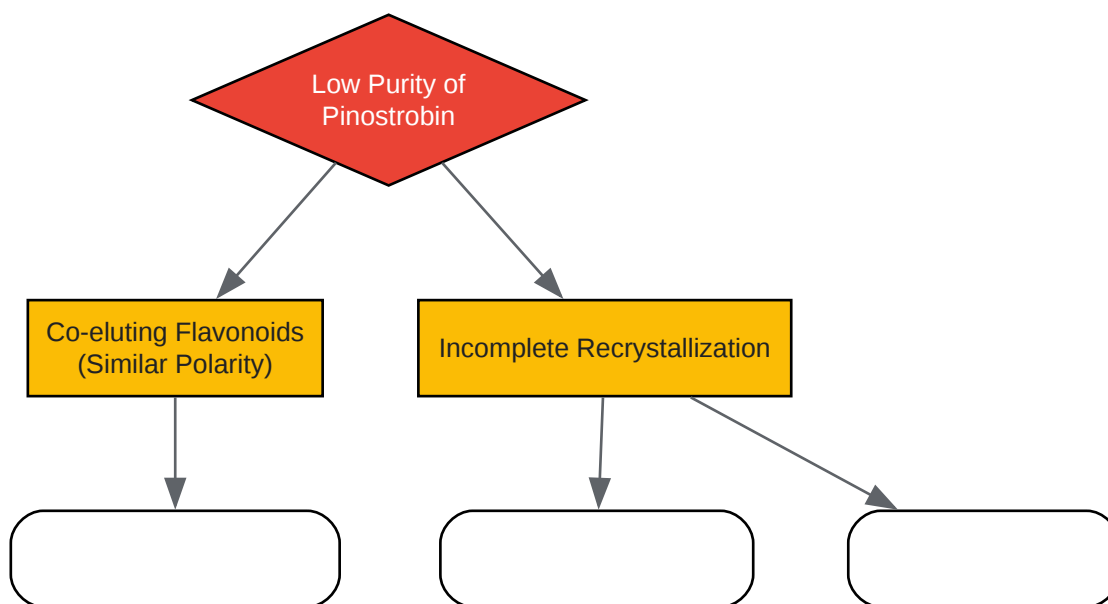 Low Purity of
Pinostrobin
Co-eluting Flavonoids
(Similar Polarity)
Incomplete Recrystallization